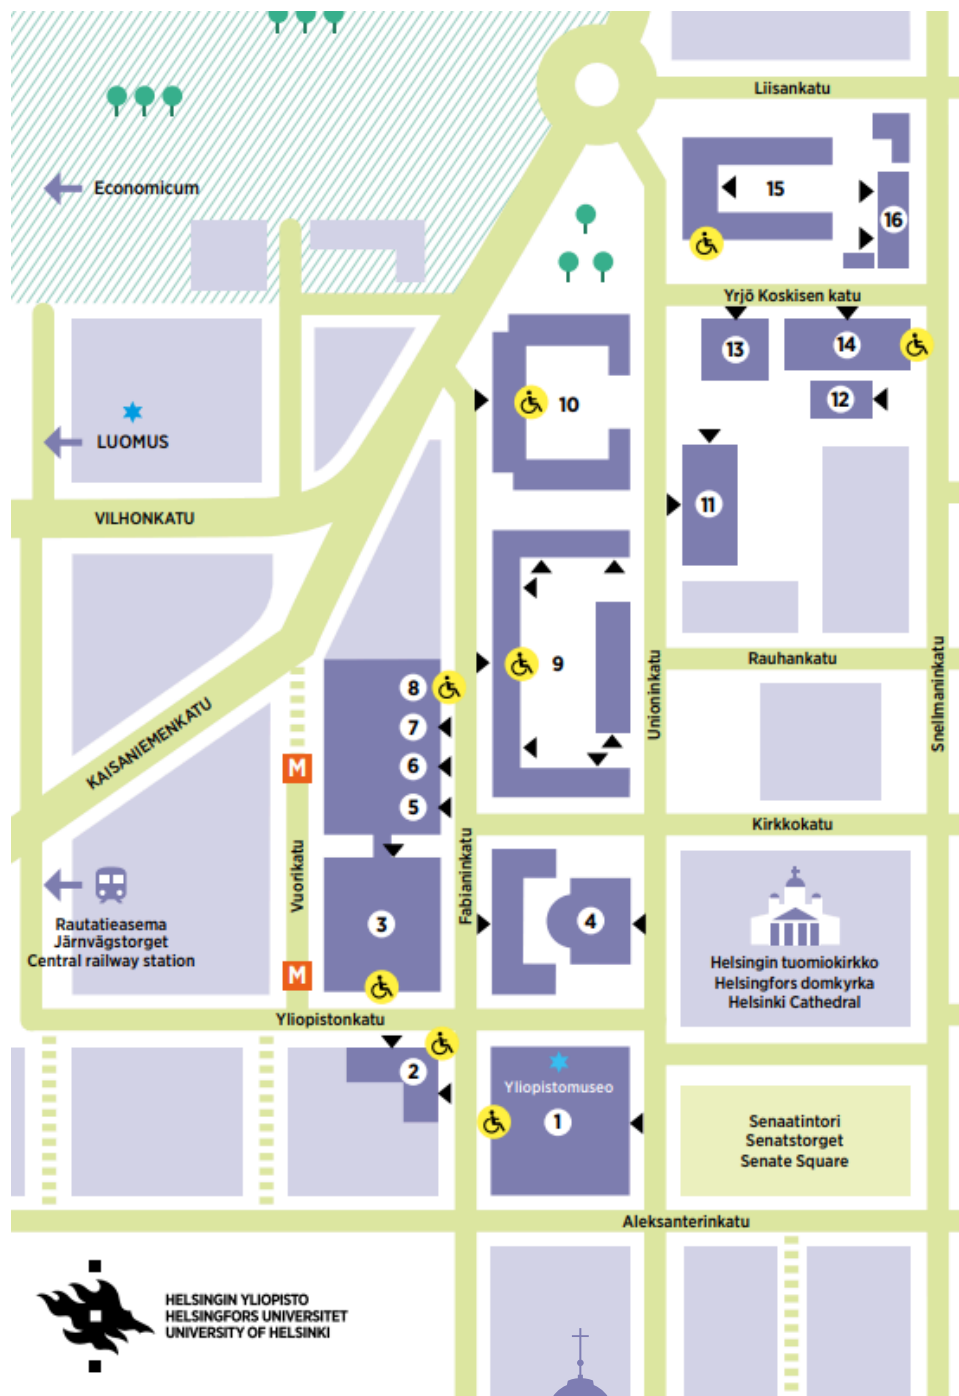 Liisankatu
Economicum
15
16
Yrjö Koskisen katu
13
14
12
10
LUOMUS
11
VILHONKATU
Unioninkatu
Snellmaninkatu
Rauhankatu
9
8
7
6
5
KAISANIEMENKATU
M
Kirkkokatu
Fabianinkatu
Vuorikatu
3
4
Rautatieasema
Järnvägstorget
Central railway station
M
Helsingin tuomiokirkko
Helsingfors domkyrka
Helsinki Cathedral
Yliopistonkatu
2
Yliopistomuseo
1
Senaatintori
Senatstorget
Senate Square
Aleksanterinkatu
HELSINGIN YLIOPISTO
HELSINGFORS UNIVERSITET
UNIVERSITY OF HELSINKI